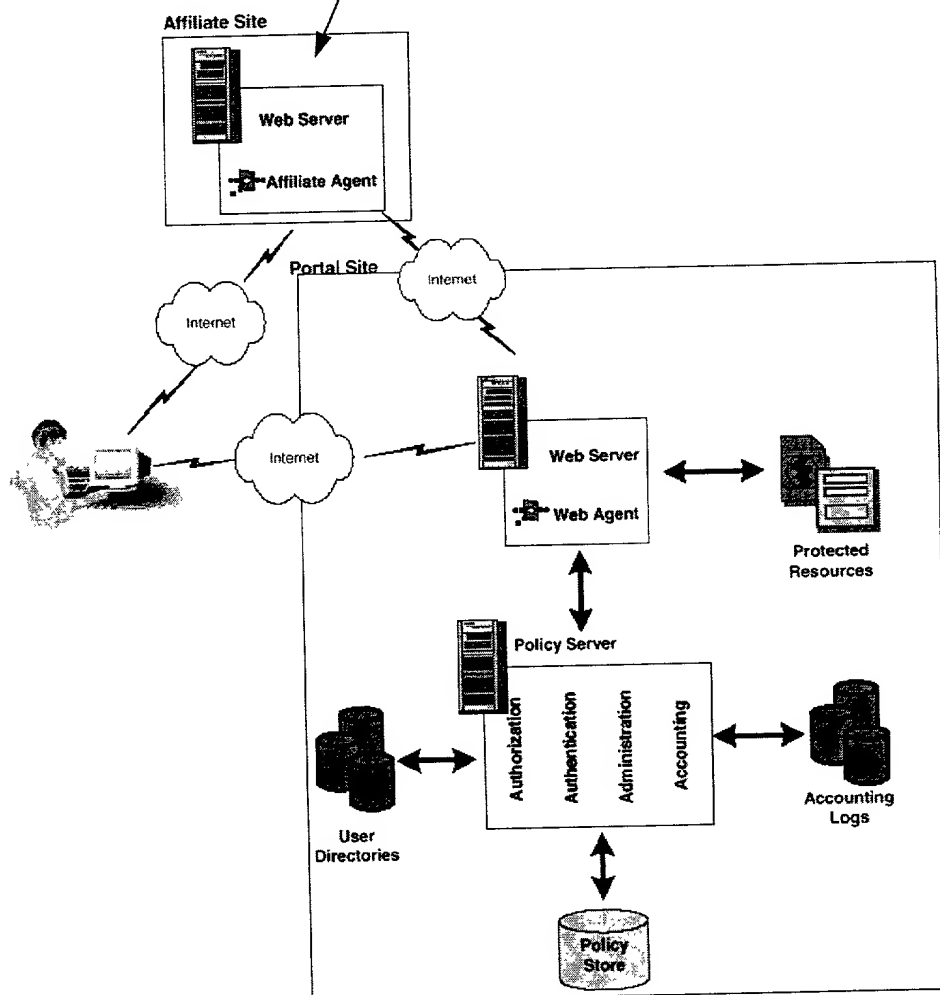 Affiliate Site
Web Server
Affiliate Agent
Portal Site
Internet
Internet
Internet
Web Server
Web Agent
Protected
Resources
Policy Server
Authorization
Authentication
Administration
Accounting
User
Directories
Accounting
Logs
Policy
Store